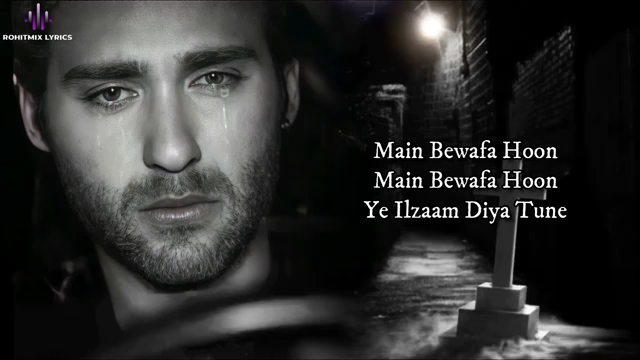 ROHITMIX LYRICS
Main Bewafa Hoon
Main Bewafa Hoon
Ye Ilzaam Diya Tune